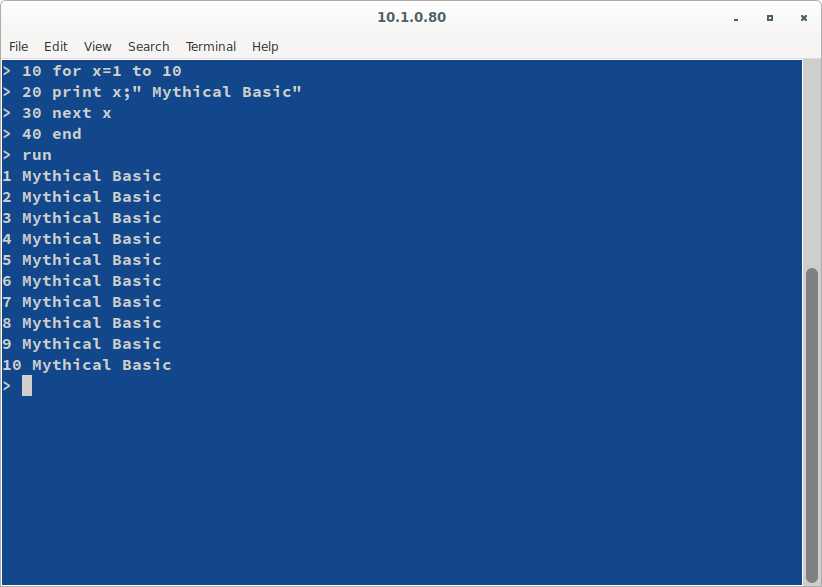 10.1.0.80
File Edit View Search Terminal Help
> 10 for x=1 to 10
> 20 print x;" Mythical Basic"
> 30 next x
> 40 end
> run
1 Mythical Basic
2 Mythical Basic
3 Mythical Basic
4 Mythical Basic
5 Mythical Basic
6 Mythical Basic
7 Mythical Basic
8 Mythical Basic
9 Mythical Basic
10 Mythical Basic
>